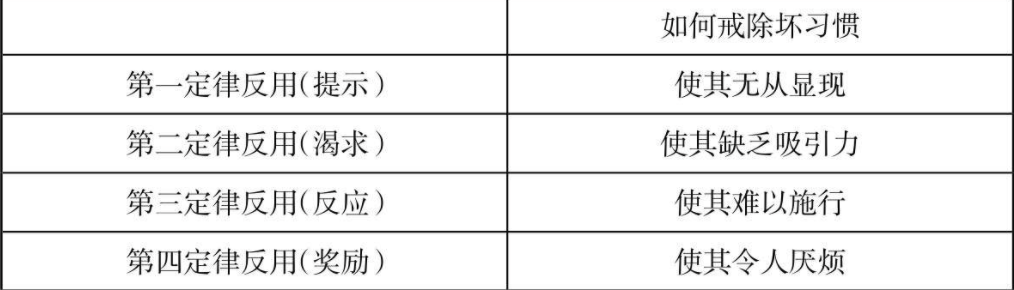 如何戒除坏习惯
第一定律反用(提示) 使其无从显现
第二定律反用(渴求) 使其缺乏吸引力
第三定律反用(反应) 使其难以施行
第四定律反用(奖励) 使其令人厌烦